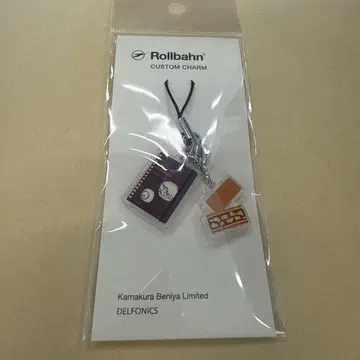 Rollbahn®
CUSTOM CHARM
Kamakura Beniya Limited
DELFONICS